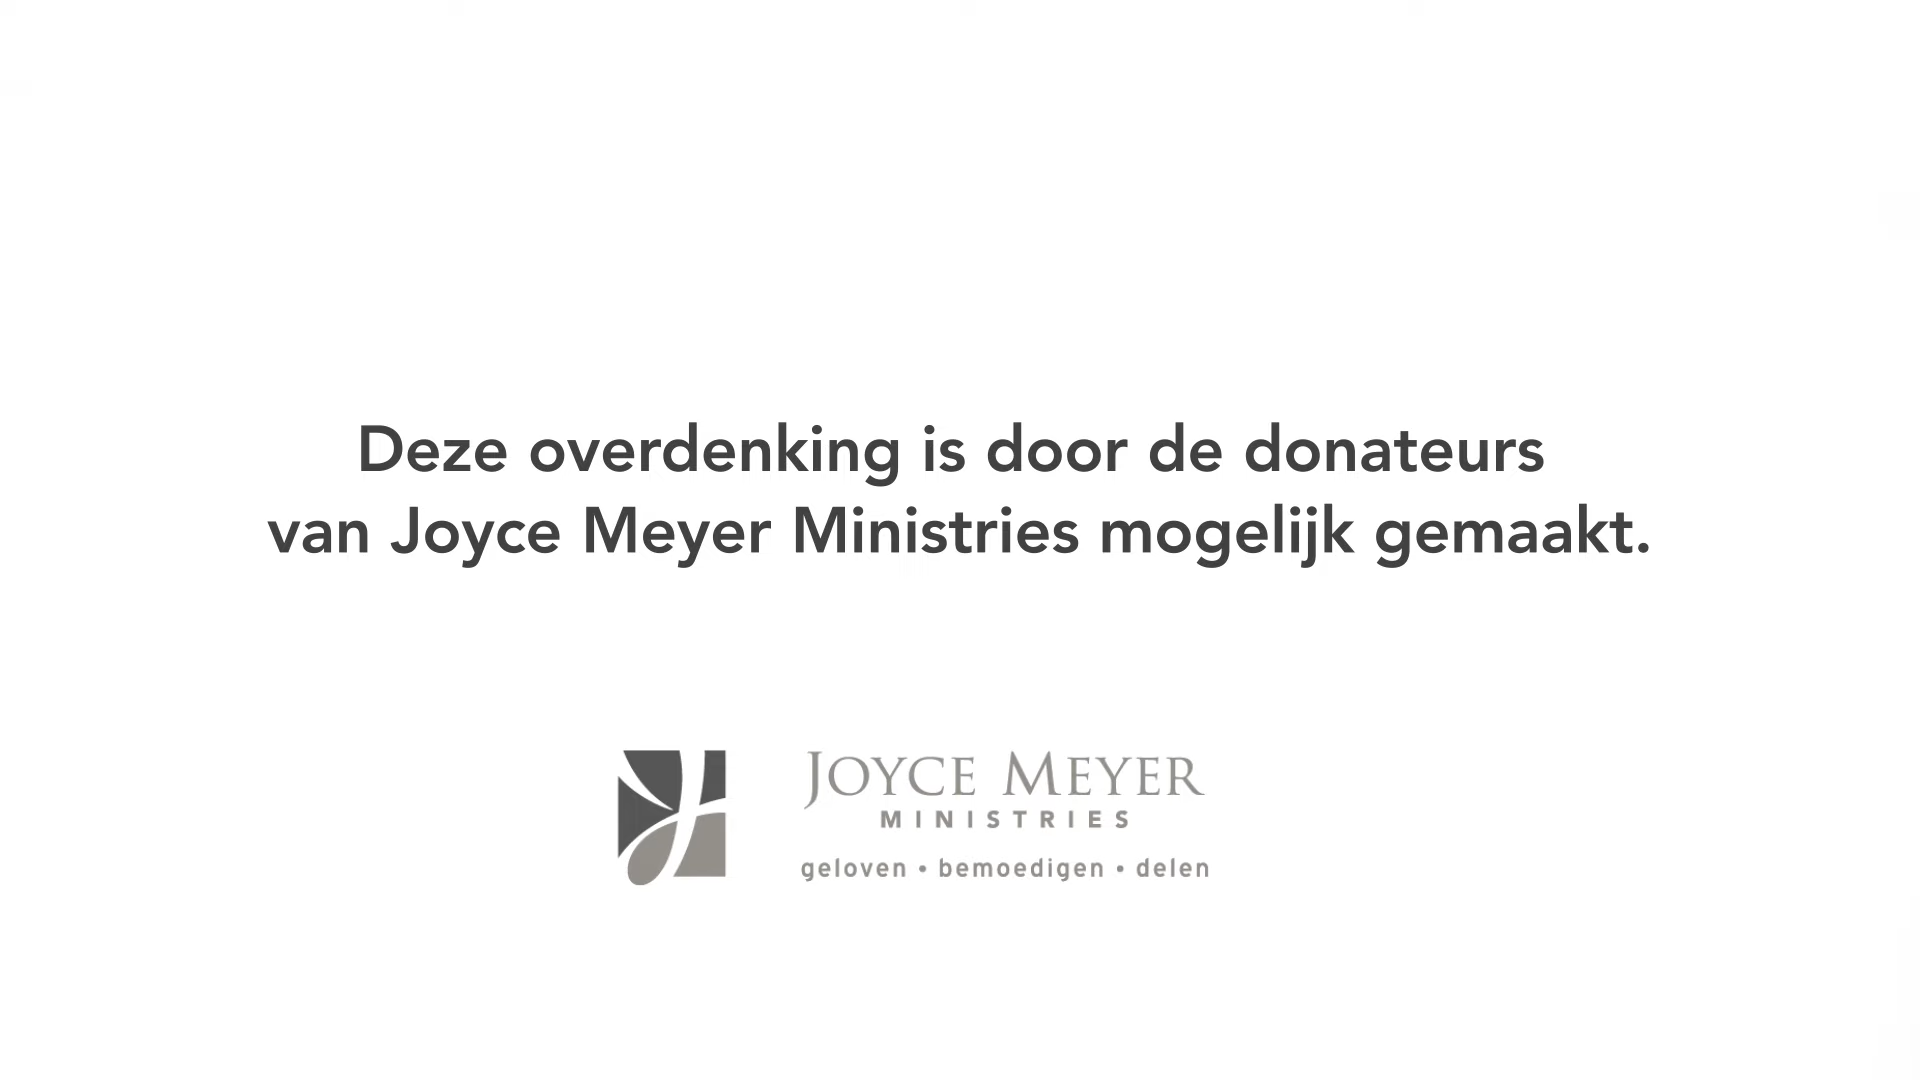 Deze overdenking is door de donateurs
van Joyce Meyer Ministries mogelijk gemaakt.
JOYCE MEYER
MINISTRIES
geloven • bemoedigen • delen